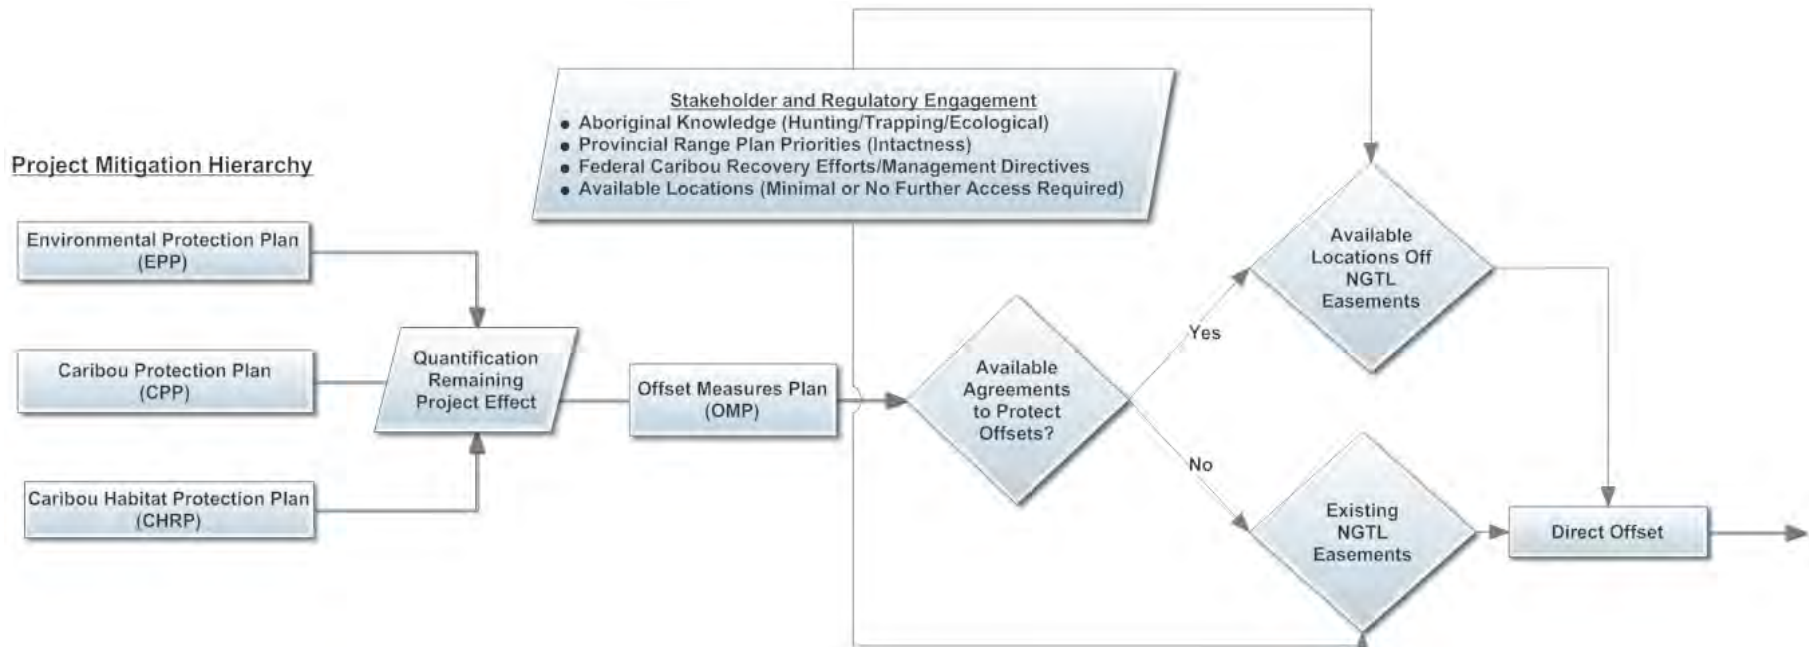 Project Mitigation Hierarchy
Environmental Protection Plan
(EPP)
Caribou Protection Plan
(CPP)
Caribou Habitat Protection Plan
(CHRP)
Quantification
Remaining
Project Effect
Stakeholder and Regulatory Engagement
● Aboriginal Knowledge (Hunting/Trapping/Ecological)
● Provincial Range Plan Priorities (Intactness)
● Federal Caribou Recovery Efforts/Management Directives
● Available Locations (Minimal or No Further Access Required)
Offset Measures Plan
(OMP)
Available
Agreements
to Protect
Offsets?
Yes
No
Available
Locations Off
NGTL
Easements
Existing
NGTL
Easements
Direct Offset